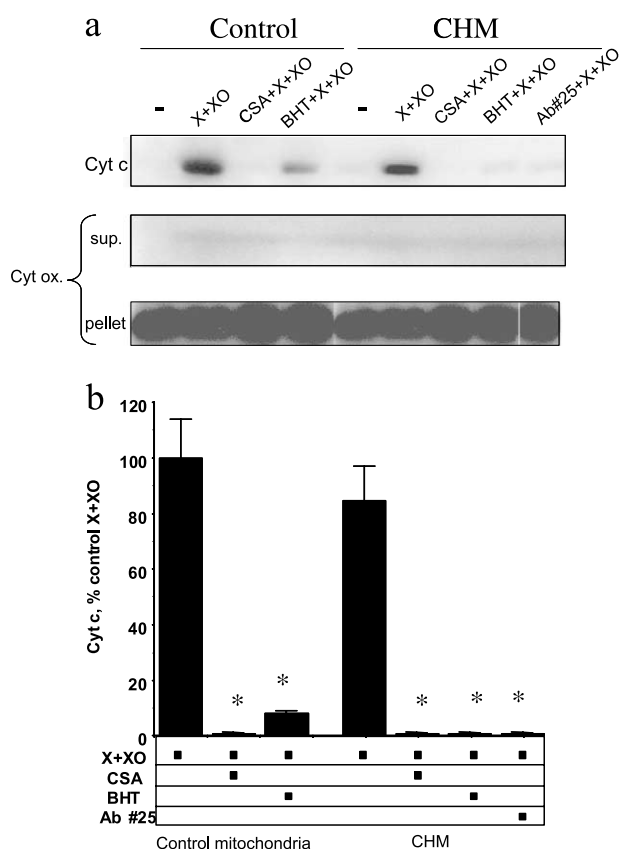 a
Control CHM
- X+XO CSA+X+XO BHT+X+XO - X+XO CSA+X+XO BHT+X+XO Ab#25+X+XO
Cyt c
Cyt ox.
sup.
pellet
b
Cyt c, % control X+XO
120
100
80
60
40
20
0
* * * * *
X+XO
CSA
BHT
Ab #25
Control mitochondria CHM